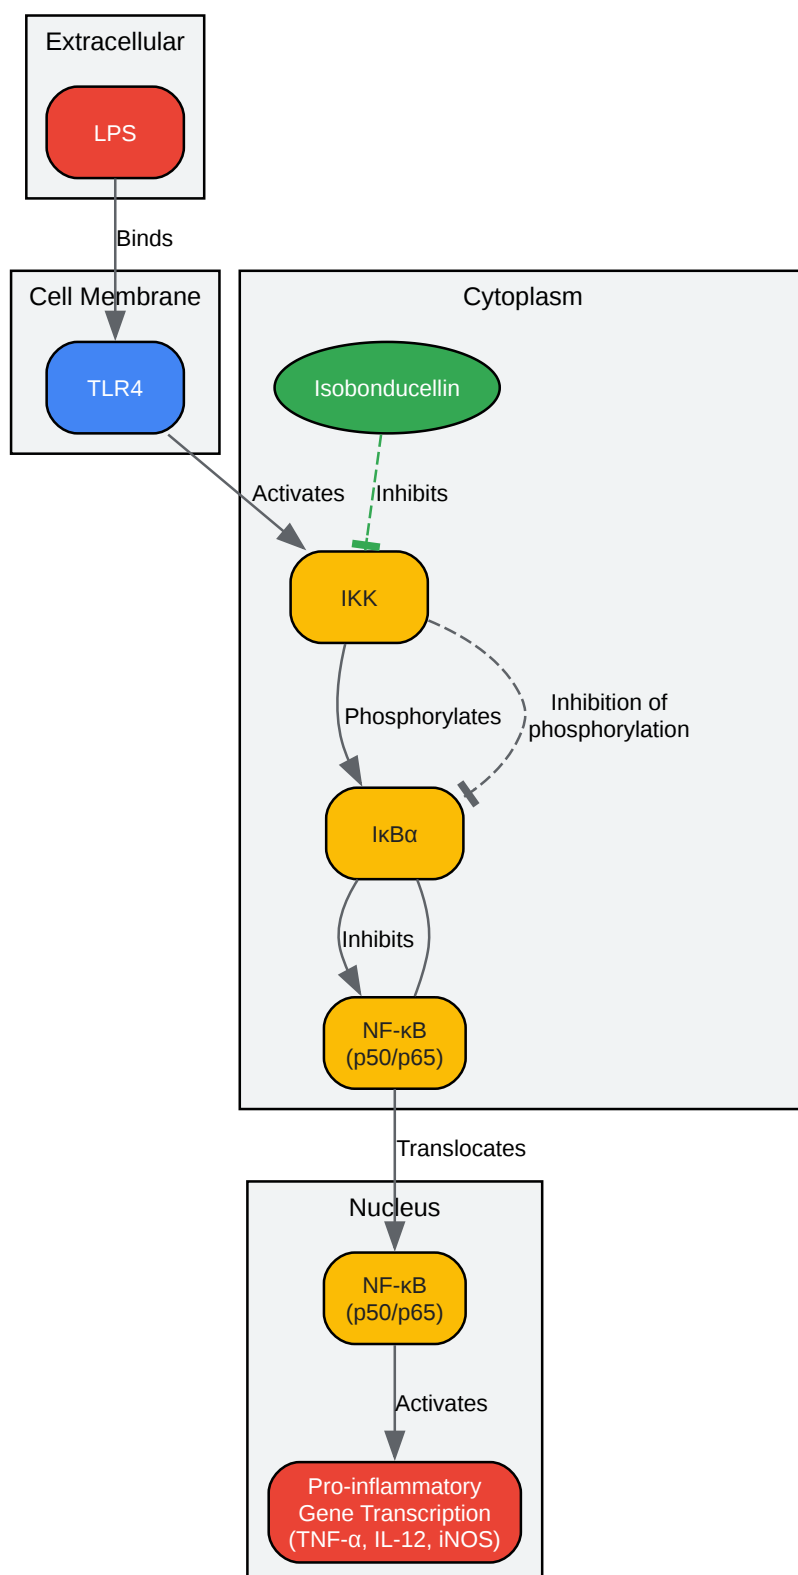 Extracellular
LPS
Binds
Cell Membrane
Cytoplasm
TLR4
Isobonducellin
Activates
Inhibits
IKK
Phosphorylates
Inhibition of
phosphorylation
IκBα
Inhibits
NF-κB
(p50/p65)
Translocates
Nucleus
NF-κB
(p50/p65)
Activates
Pro-inflammatory
Gene Transcription
(TNF-α, IL-12, iNOS)